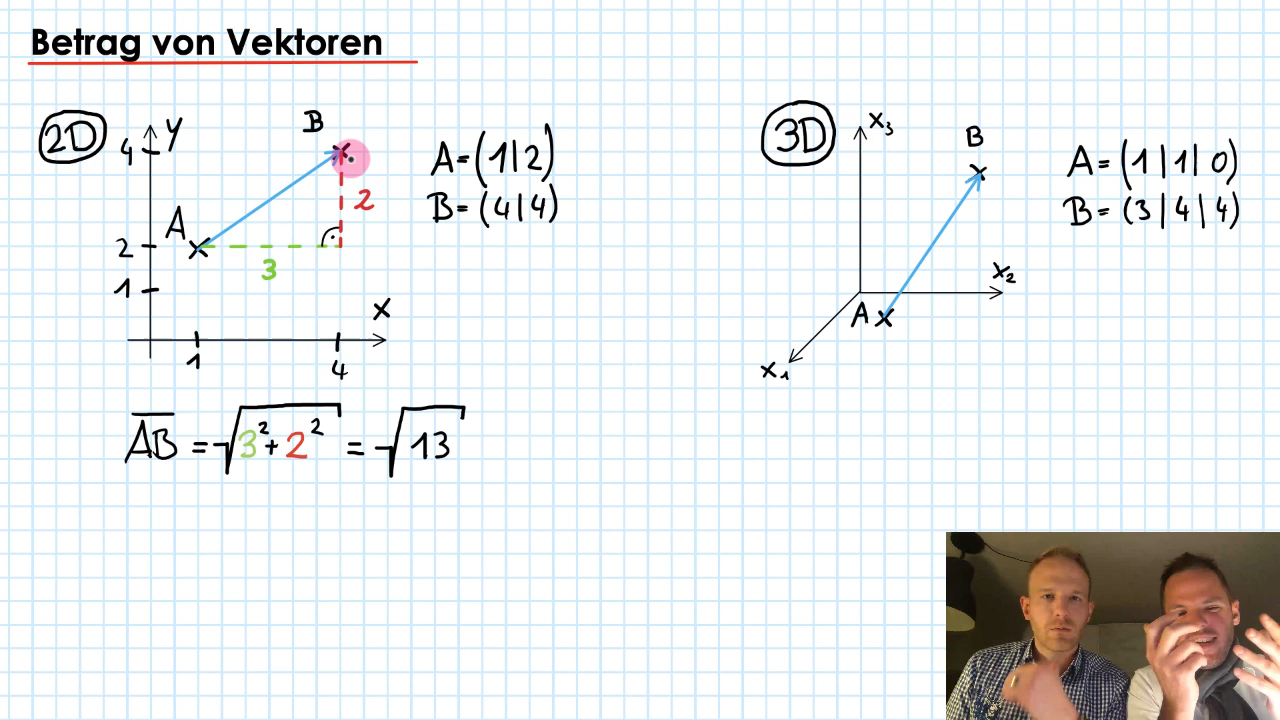 Betrag von Vektoren
2D
y
4
B
A
2
2
3
1
x
1
4
A=(1|2)
B=(4|4)
AB = √3²+2² = √13
3D
x₃
B
x₂
A
x₁
A=(1|1|0)
B=(3|4|4)